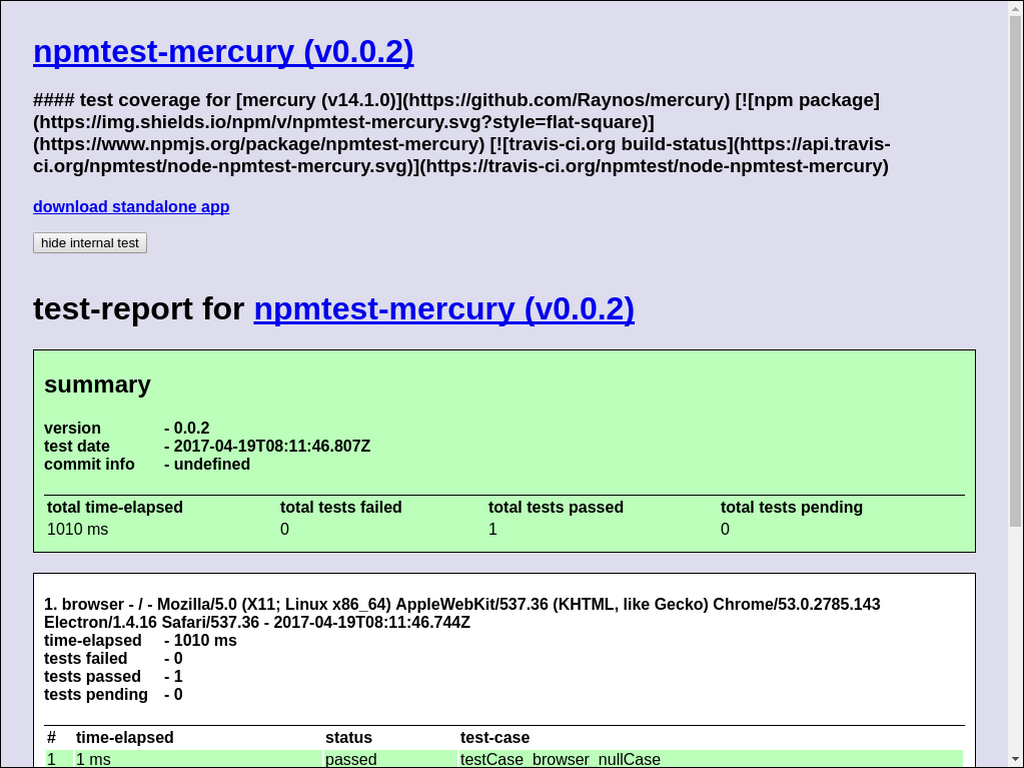 npmtest-mercury (v0.0.2)
#### test coverage for [mercury (v14.1.0)](https://github.com/Raynos/mercury) [![npm package]
(https://img.shields.io/npm/v/npmtest-mercury.svg?style=flat-square)]
(https://www.npmjs.org/package/npmtest-mercury) [![travis-ci.org build-status](https://api.travis-
ci.org/npmtest/node-npmtest-mercury.svg)](https://travis-ci.org/npmtest/node-npmtest-mercury)
download standalone app
hide internal test
test-report for npmtest-mercury (v0.0.2)
summary
version - 0.0.2
test date - 2017-04-19T08:11:46.807Z
commit info - undefined
total time-elapsed total tests failed total tests passed total tests pending
1010 ms 0 1 0
1. browser - / - Mozilla/5.0 (X11; Linux x86_64) AppleWebKit/537.36 (KHTML, like Gecko) Chrome/53.0.2785.143
Electron/1.4.16 Safari/537.36 - 2017-04-19T08:11:46.744Z
time-elapsed - 1010 ms
tests failed - 0
tests passed - 1
tests pending - 0
# time-elapsed status test-case
1 1 ms passed testCase_browser_nullCase